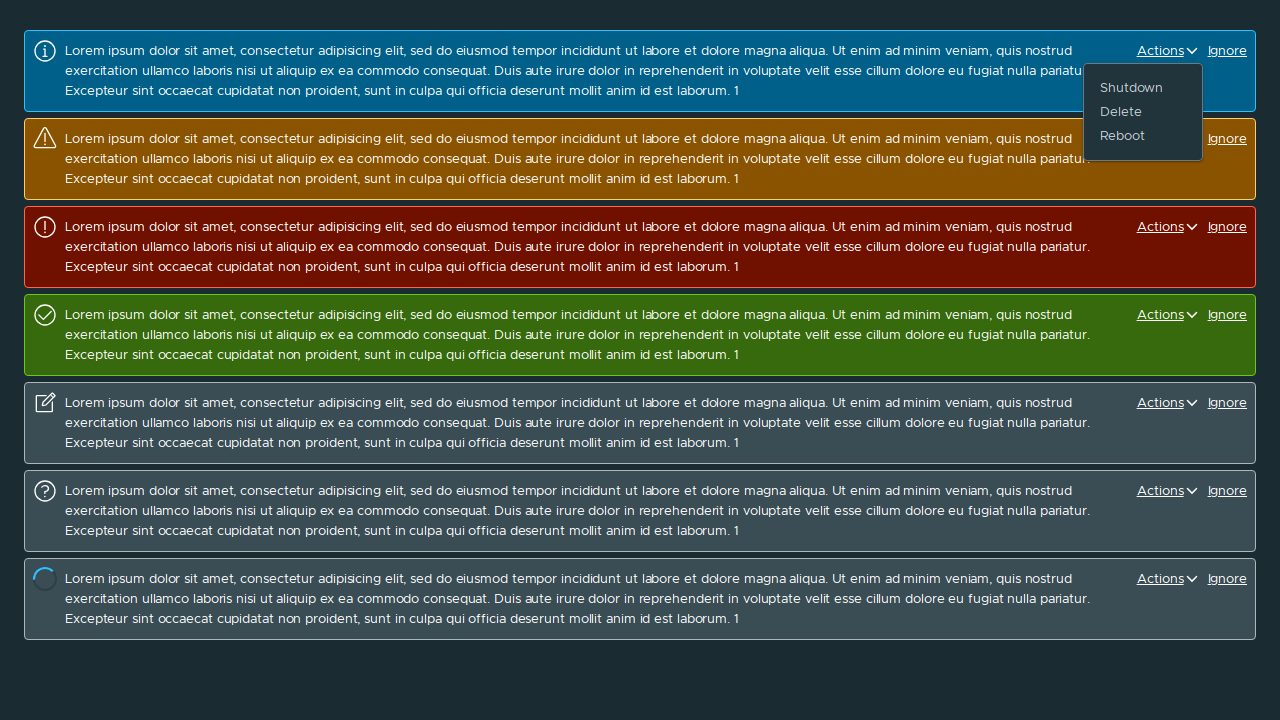 Lorem ipsum dolor sit amet, consectetur adipisicing elit, sed do eiusmod tempor incididunt ut labore et dolore magna aliqua. Ut enim ad minim veniam, quis nostrud Actions Ignore
exercitation ullamco laboris nisi ut aliquip ex ea commodo consequat. Duis aute irure dolor in reprehenderit in voluptate velit esse cillum dolore eu fugiat nulla pariatu
Excepteur sint occaecat cupidatat non proident, sunt in culpa qui officia deserunt mollit anim id est laborum. 1
Shutdown
Delete
Reboot
Lorem ipsum dolor sit amet, consectetur adipisicing elit, sed do eiusmod tempor incididunt ut labore et dolore magna aliqua. Ut enim ad minim veniam, quis nostrud Ignore
exercitation ullamco laboris nisi ut aliquip ex ea commodo consequat. Duis aute irure dolor in reprehenderit in voluptate velit esse cillum dolore eu fugiat nulla pariatur.
Excepteur sint occaecat cupidatat non proident, sunt in culpa qui officia deserunt mollit anim id est laborum. 1
Lorem ipsum dolor sit amet, consectetur adipisicing elit, sed do eiusmod tempor incididunt ut labore et dolore magna aliqua. Ut enim ad minim veniam, quis nostrud Actions Ignore
exercitation ullamco laboris nisi ut aliquip ex ea commodo consequat. Duis aute irure dolor in reprehenderit in voluptate velit esse cillum dolore eu fugiat nulla pariatur.
Excepteur sint occaecat cupidatat non proident, sunt in culpa qui officia deserunt mollit anim id est laborum. 1
Lorem ipsum dolor sit amet, consectetur adipisicing elit, sed do eiusmod tempor incididunt ut labore et dolore magna aliqua. Ut enim ad minim veniam, quis nostrud Actions Ignore
exercitation ullamco laboris nisi ut aliquip ex ea commodo consequat. Duis aute irure dolor in reprehenderit in voluptate velit esse cillum dolore eu fugiat nulla pariatur.
Excepteur sint occaecat cupidatat non proident, sunt in culpa qui officia deserunt mollit anim id est laborum. 1
Lorem ipsum dolor sit amet, consectetur adipisicing elit, sed do eiusmod tempor incididunt ut labore et dolore magna aliqua. Ut enim ad minim veniam, quis nostrud Actions Ignore
exercitation ullamco laboris nisi ut aliquip ex ea commodo consequat. Duis aute irure dolor in reprehenderit in voluptate velit esse cillum dolore eu fugiat nulla pariatur.
Excepteur sint occaecat cupidatat non proident, sunt in culpa qui officia deserunt mollit anim id est laborum. 1
Lorem ipsum dolor sit amet, consectetur adipisicing elit, sed do eiusmod tempor incididunt ut labore et dolore magna aliqua. Ut enim ad minim veniam, quis nostrud Actions Ignore
exercitation ullamco laboris nisi ut aliquip ex ea commodo consequat. Duis aute irure dolor in reprehenderit in voluptate velit esse cillum dolore eu fugiat nulla pariatur.
Excepteur sint occaecat cupidatat non proident, sunt in culpa qui officia deserunt mollit anim id est laborum. 1
Lorem ipsum dolor sit amet, consectetur adipisicing elit, sed do eiusmod tempor incididunt ut labore et dolore magna aliqua. Ut enim ad minim veniam, quis nostrud Actions Ignore
exercitation ullamco laboris nisi ut aliquip ex ea commodo consequat. Duis aute irure dolor in reprehenderit in voluptate velit esse cillum dolore eu fugiat nulla pariatur.
Excepteur sint occaecat cupidatat non proident, sunt in culpa qui officia deserunt mollit anim id est laborum. 1